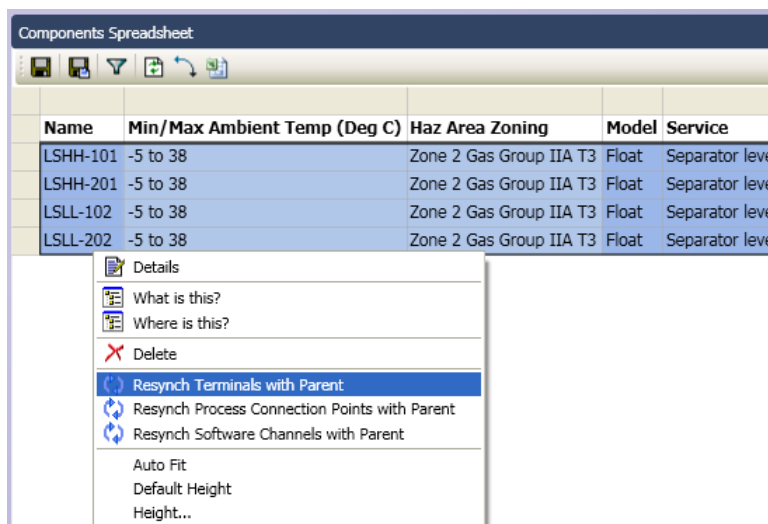 Components Spreadsheet
Name Min/Max Ambient Temp (Deg C) Haz Area Zoning Model Service
LSHH-101 -5 to 38 Zone 2 Gas Group IIA T3 Float Separator leve
LSHH-201 -5 to 38 Zone 2 Gas Group IIA T3 Float Separator leve
LSLL-102 -5 to 38 Zone 2 Gas Group IIA T3 Float Separator leve
LSLL-202 -5 to 38 Zone 2 Gas Group IIA T3 Float Separator leve
Details
What is this?
Where is this?
Delete
Resynch Terminals with Parent
Resynch Process Connection Points with Parent
Resynch Software Channels with Parent
Auto Fit
Default Height
Height...